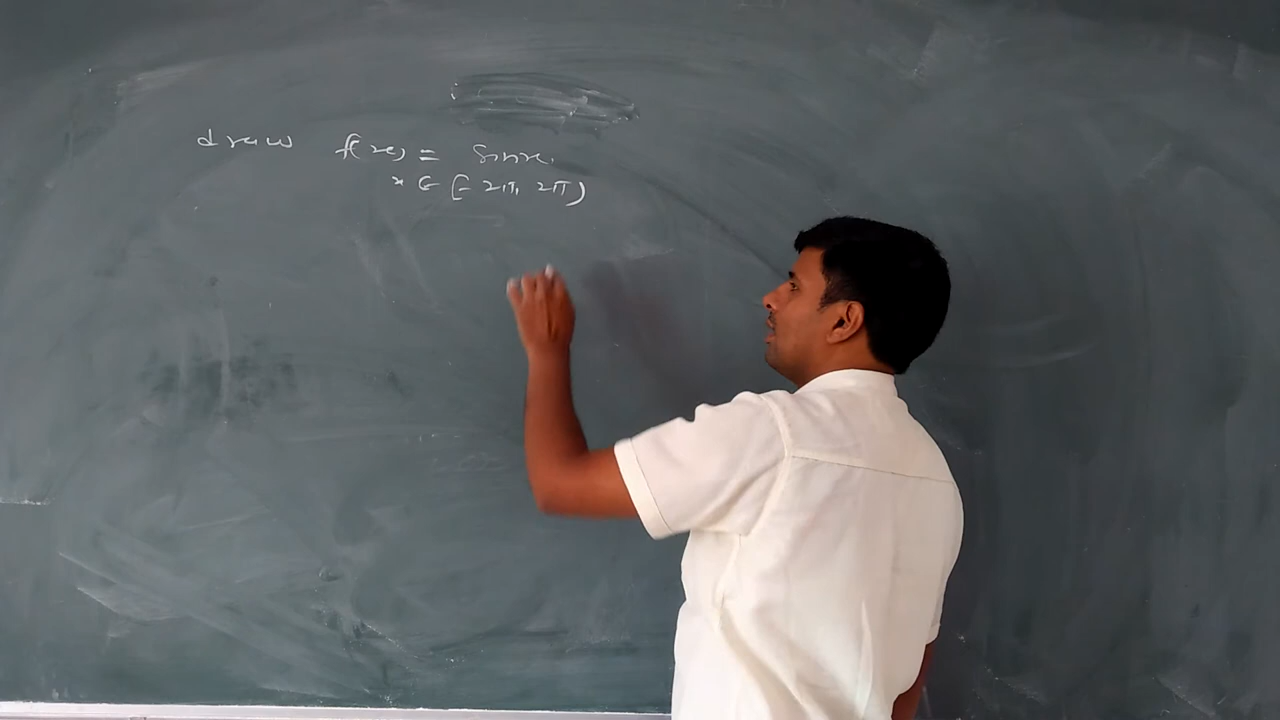 draw f(x) = Sinx.
x ∈ (-2π, 2π)